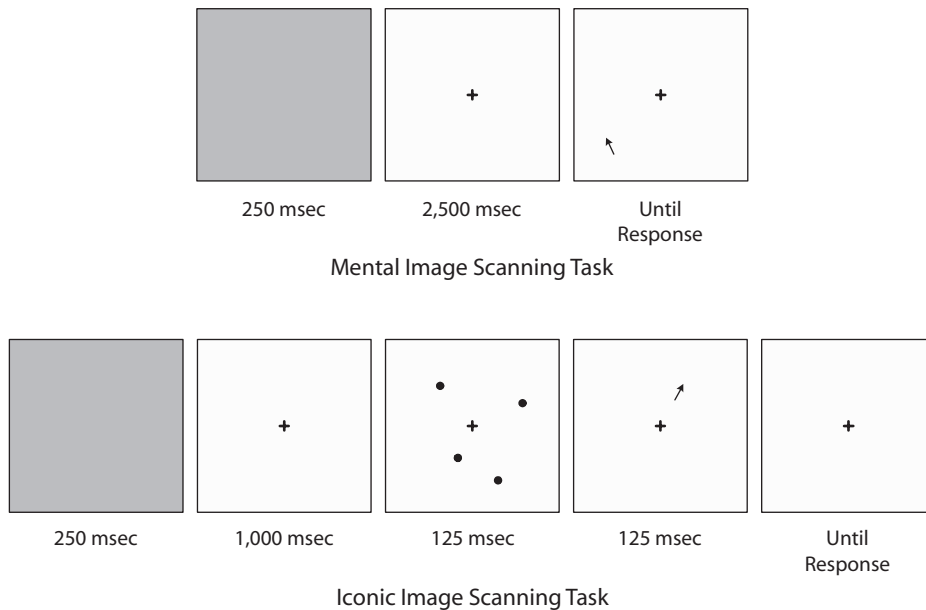 250 msec
2,500 msec
Until
Response
Mental Image Scanning Task
250 msec
1,000 msec
125 msec
125 msec
Until
Response
Iconic Image Scanning Task